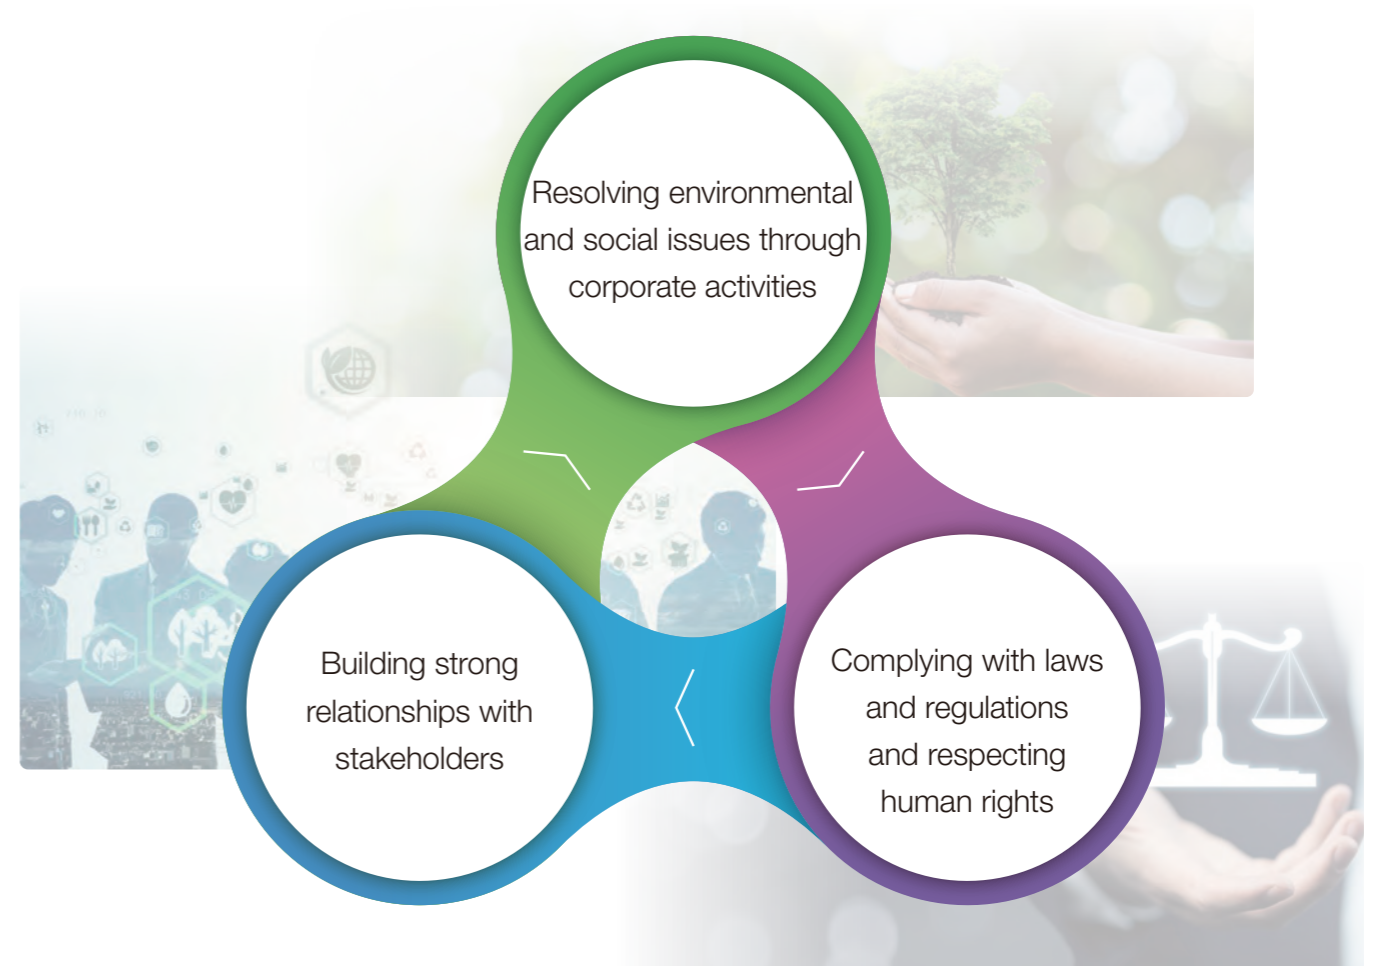 Resolving environmental
and social issues through
corporate activities
Building strong
relationships with
stakeholders
Complying with laws
and regulations
and respecting
human rights